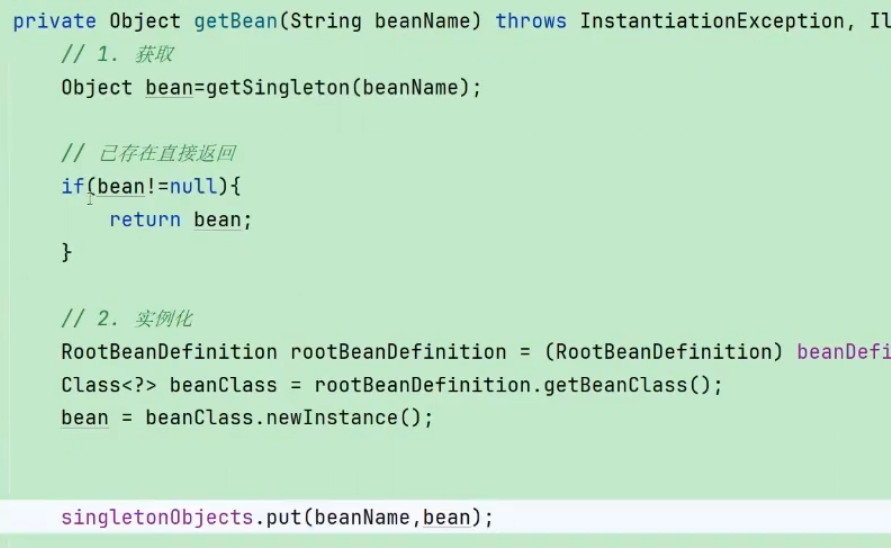 private Object getBean(String beanName) throws InstantiationException, Il
// 1. 获取
Object bean=getSingleton(beanName);
// 已存在直接返回
if(bean!=null){
return bean;
}
// 2. 实例化
RootBeanDefinition rootBeanDefinition = (RootBeanDefinition) beanDefi
Class<?> beanClass = rootBeanDefinition.getBeanClass();
bean = beanClass.newInstance();
singletonObjects.put(beanName,bean);